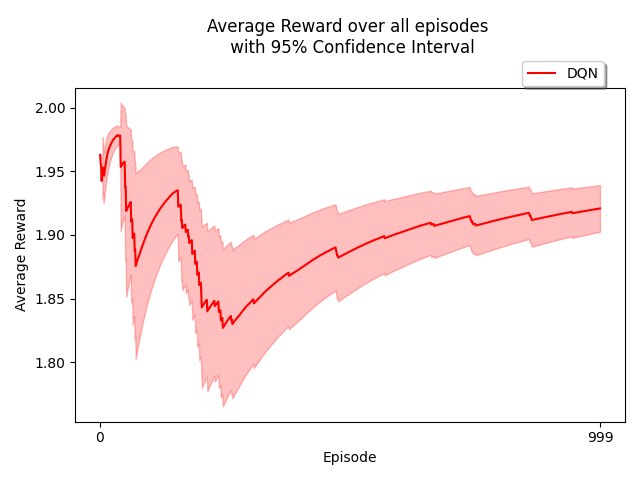 Average Reward over all episodes
with 95% Confidence Interval
DQN
2.00
1.95
1.90
1.85
1.80
Average Reward
0
999
Episode